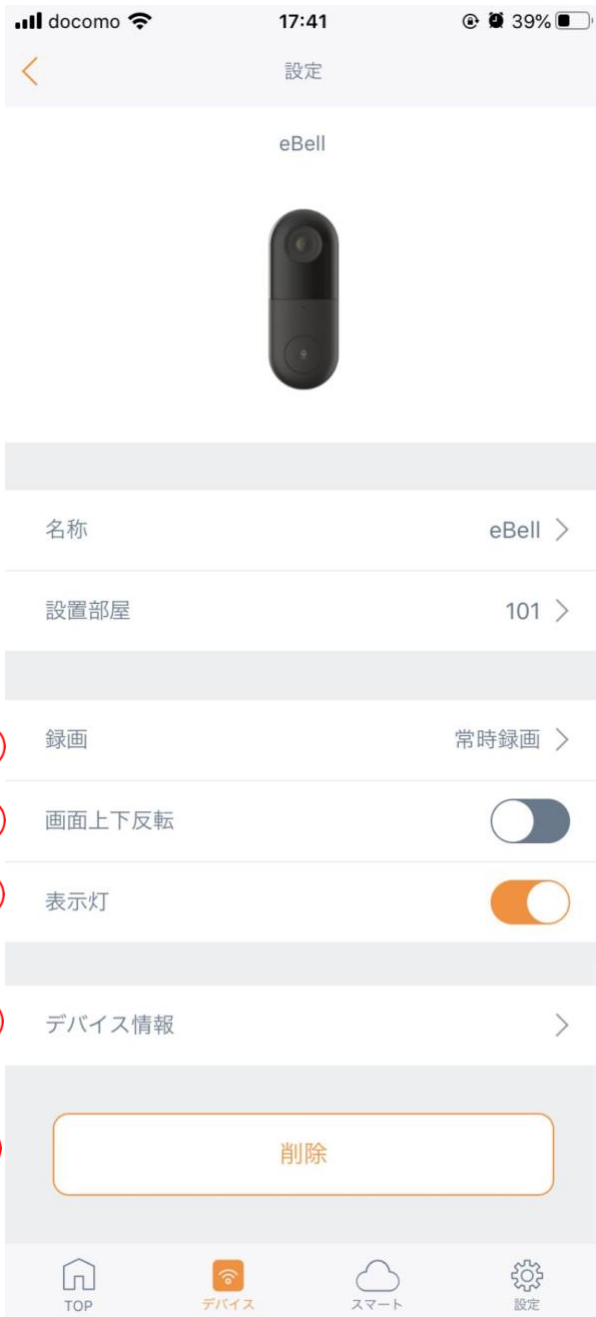 docomo 17:41 39%
設定
eBell
名称 eBell
設置部屋 101
録画 常時録画
画面上下反転
表示灯
デバイス情報
削除
TOP デバイス スマート 設定